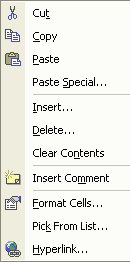 Cut
Copy
Paste
Paste Special...
Insert...
Delete...
Clear Contents
Insert Comment
Format Cells...
Pick From List...
Hyperlink...